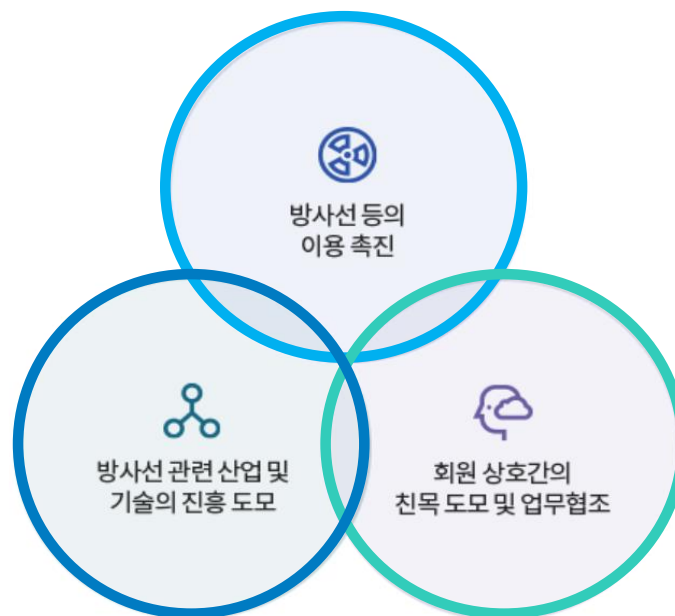 방사선 등의
이용 촉진
방사선 관련 산업 및
기술의 진흥 도모
회원 상호간의
친목 도모 및 업무협조